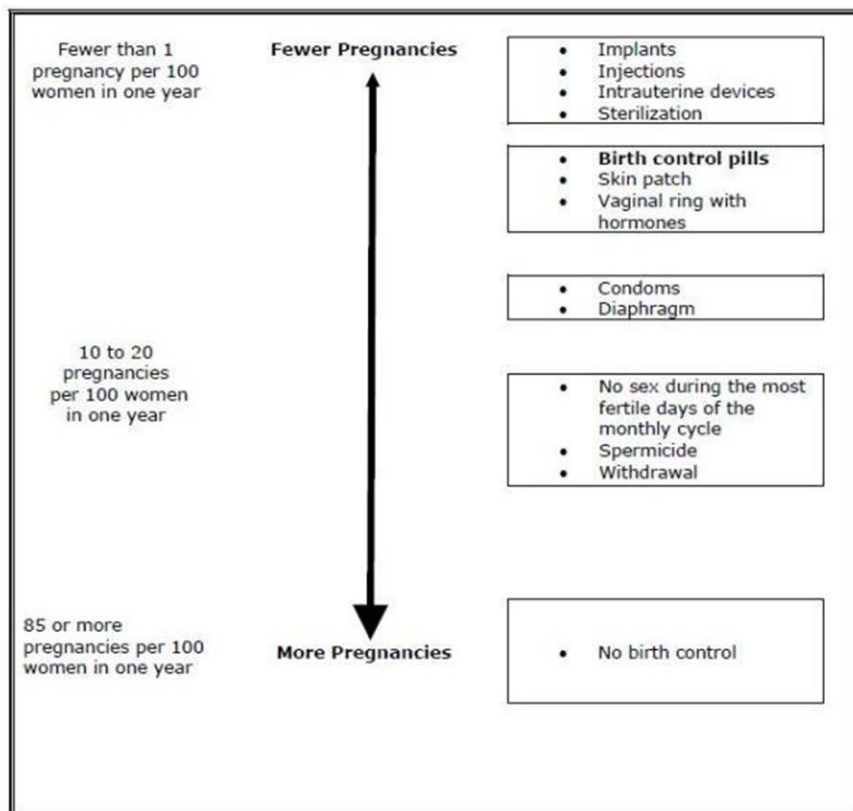 Fewer than 1
pregnancy per 100
women in one year
Fewer Pregnancies
• Implants
• Injections
• Intrauterine devices
• Sterilization
• Birth control pills
• Skin patch
• Vaginal ring with
hormones
• Condoms
• Diaphragm
10 to 20
pregnancies
per 100 women
in one year
• No sex during the most
fertile days of the
monthly cycle
• Spermicide
• Withdrawal
85 or more
pregnancies per 100
women in one year
More Pregnancies
• No birth control